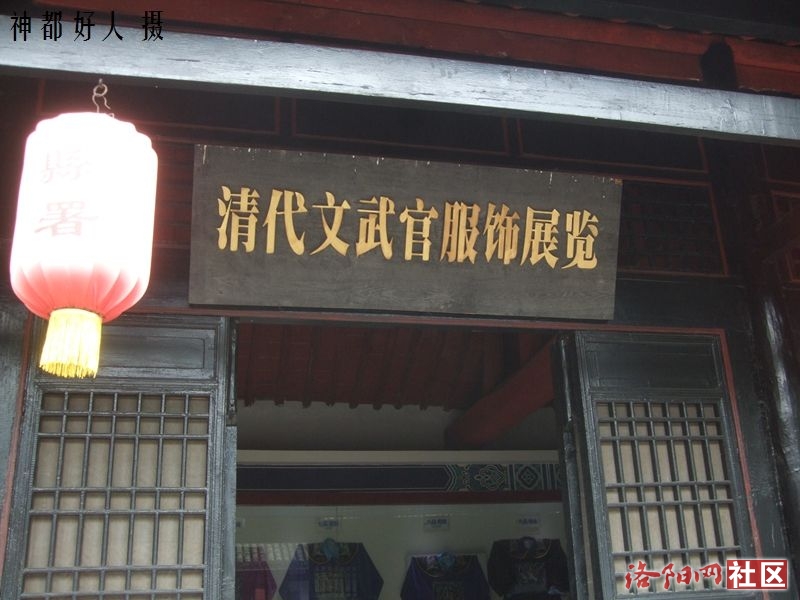 神都好人 摄
縣署
清代文武官服饰展览
洛阳网社区